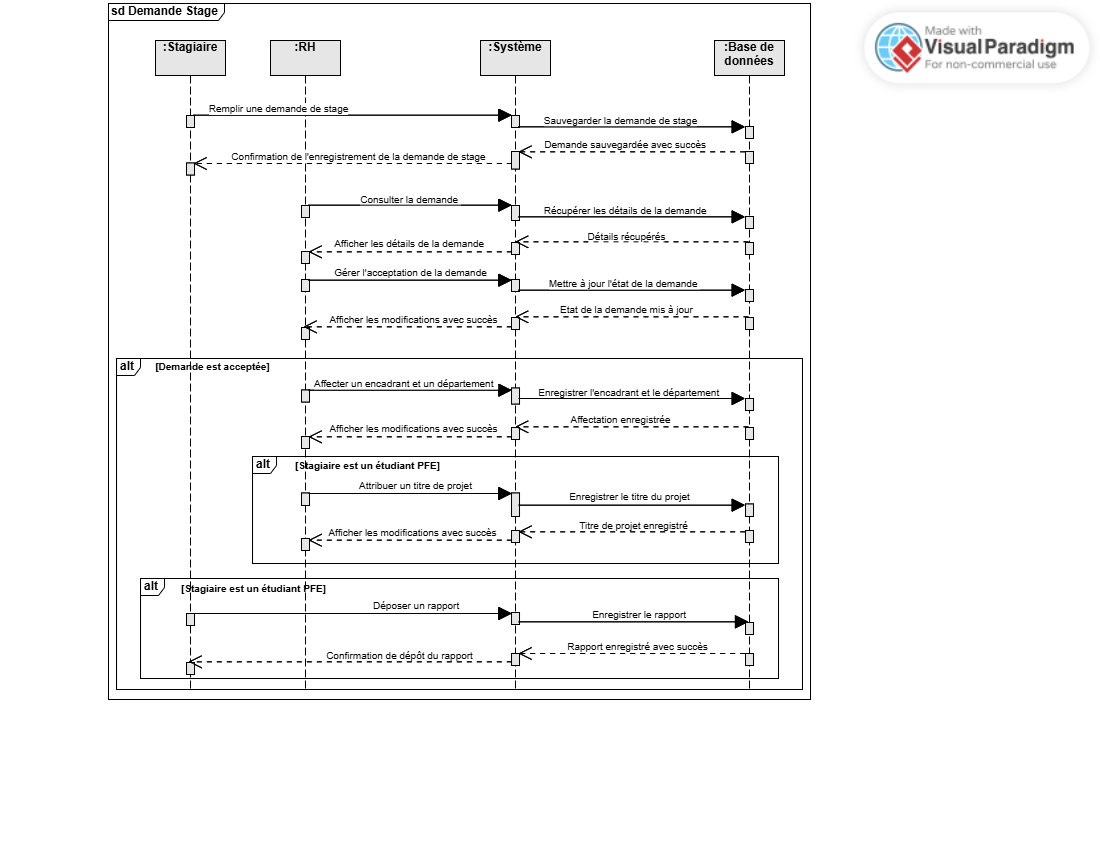 sd Demande Stage
Made with
Visual Paradigm
For non-commercial use
:Stagiaire
:RH
:Système
:Base de
données
Remplir une demande de stage
Sauvegarder la demande de stage
Demande sauvegardée avec succès
Confirmation de l'enregistrement de la demande de stage
Consulter la demande
Récupérer les détails de la demande
Détails récupérés
Afficher les détails de la demande
Gérer l'acceptation de la demande
Mettre à jour l'état de la demande
Etat de la demande mis à jour
Afficher les modifications avec succès
alt
[Demande est acceptée]
Affecter un encadrant et un département
Enregistrer l'encadrant et le département
Affectation enregistrée
Afficher les modifications avec succès
alt
[Stagiaire est un étudiant PFE]
Attribuer un titre de projet
Enregistrer le titre du projet
Titre de projet enregistré
Afficher les modifications avec succès
alt
[Stagiaire est un étudiant PFE]
Déposer un rapport
Enregistrer le rapport
Rapport enregistré avec succès
Confirmation de dépôt du rapport